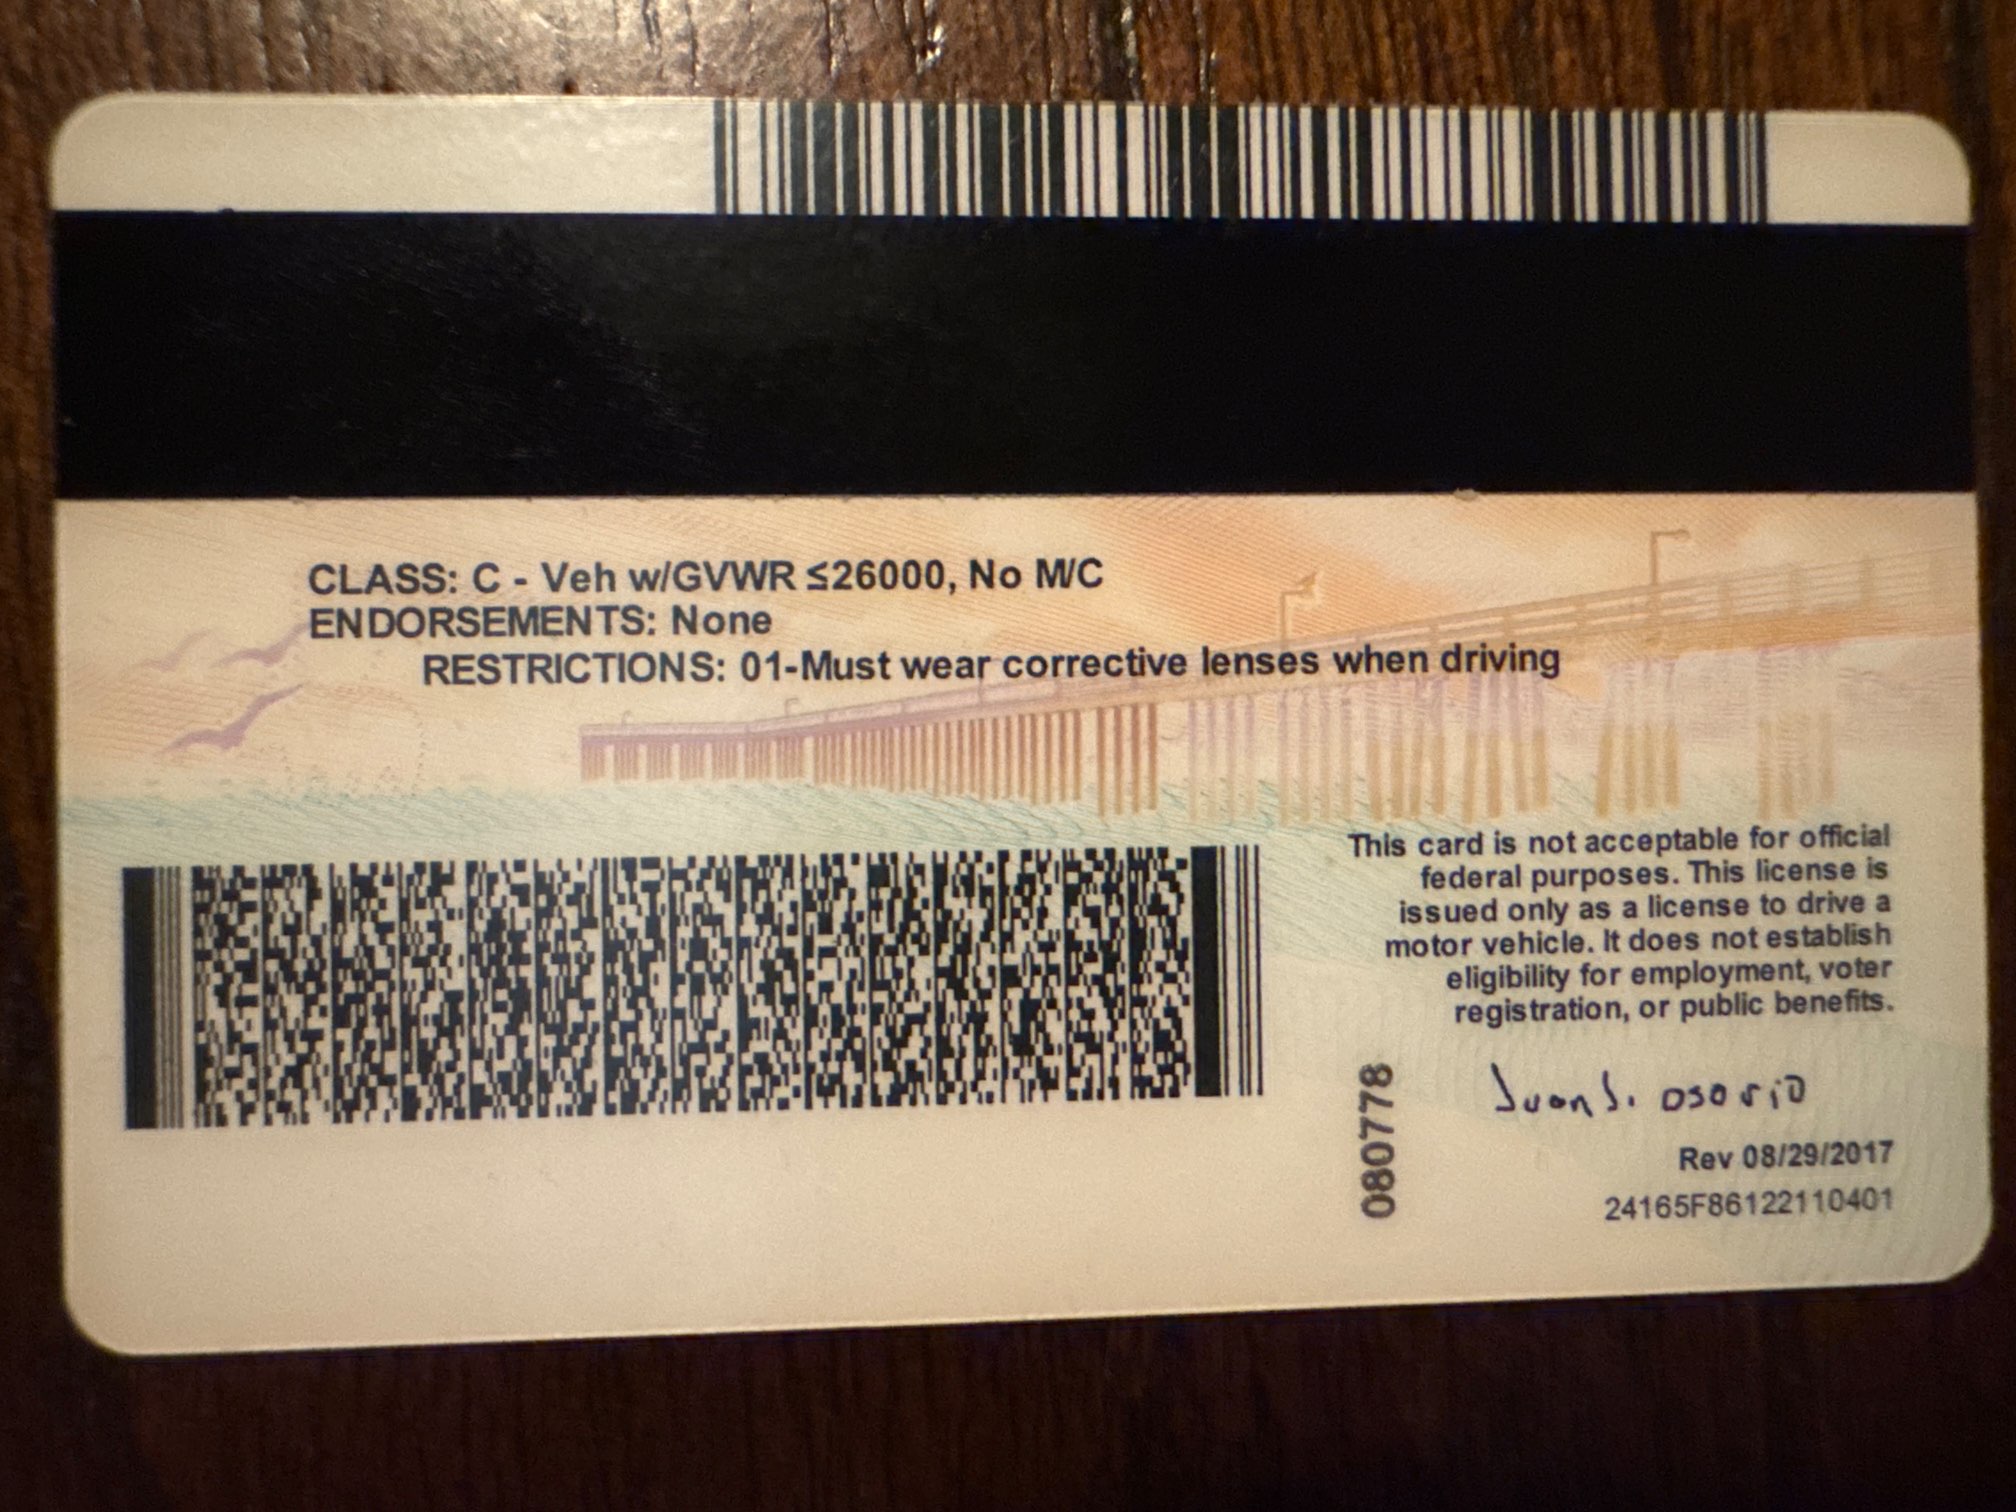 CLASS: C - Veh w/GVWR ≤26000, No M/C
ENDORSEMENTS: None
RESTRICTIONS: 01-Must wear corrective lenses when driving
This card is not acceptable for official
federal purposes. This license is
issued only as a license to drive a
motor vehicle. It does not establish
eligibility for employment, voter
registration, or public benefits.
080778
Juan J. osorio
Rev 08/29/2017
24165F86122110401